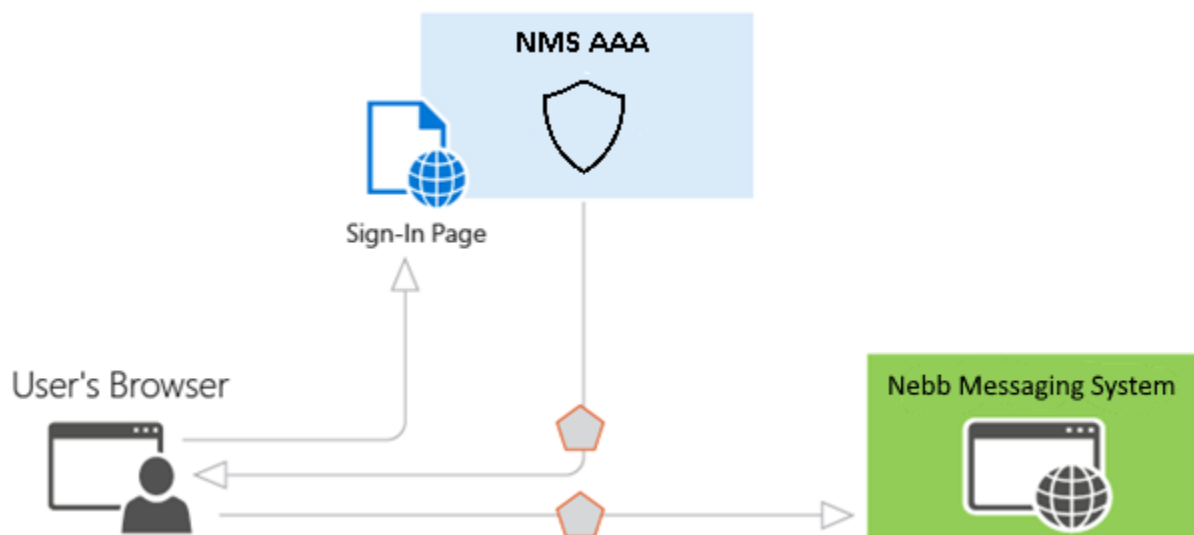 NMS AAA
Sign-In Page
User's Browser
Nebb Messaging System